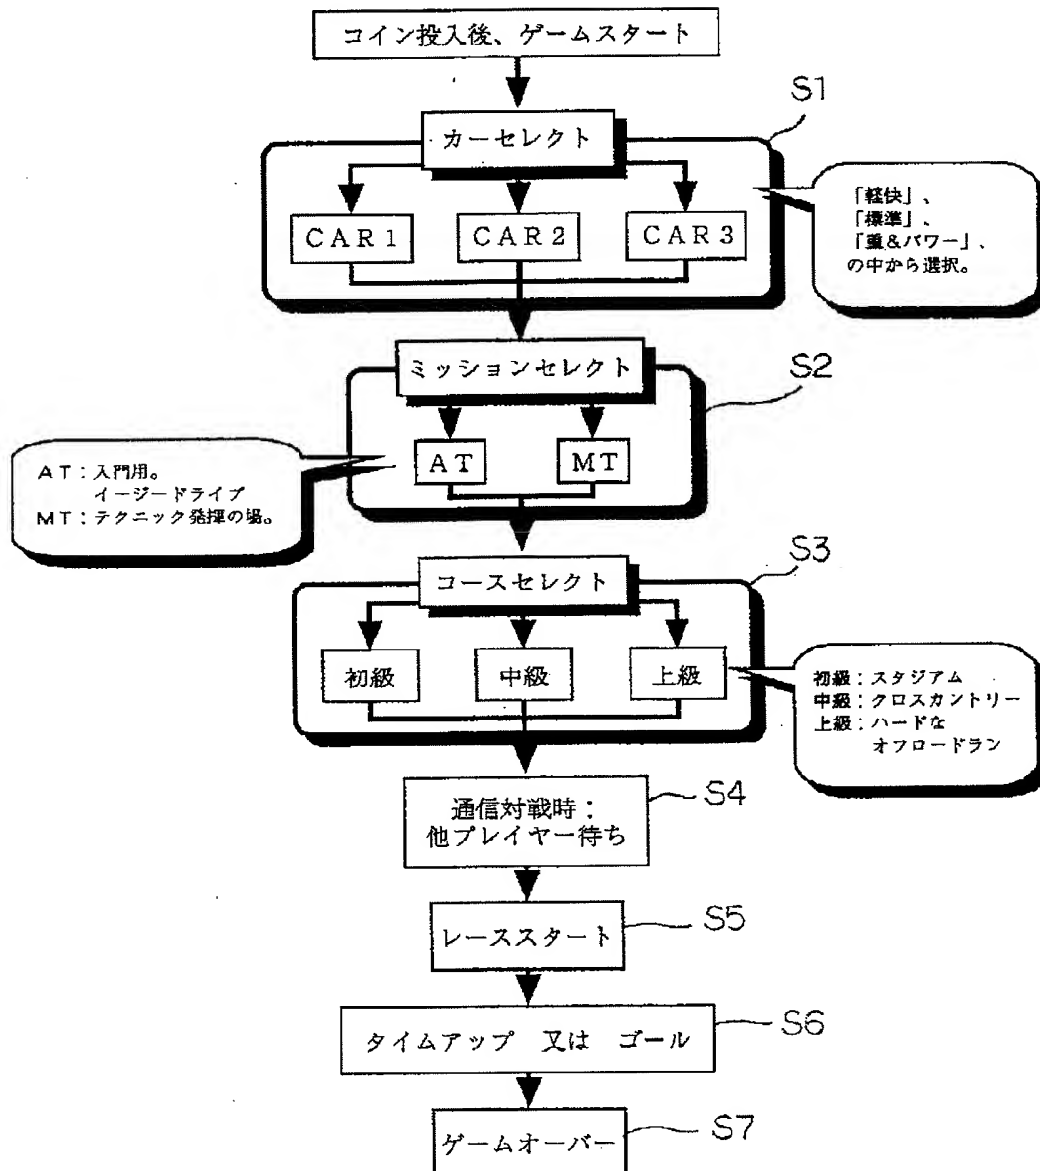 コイン投入後、ゲームスタート
S1
カーセレクト
CAR1
CAR2
CAR3
「軽快」、
「標準」、
「重&パワー」、
の中から選択。
ミッションセレクト
S2
AT
MT
AT:入門用。
イージードライブ
MT:テクニック発揮の場。
コースセレクト
S3
初級
中級
上級
初級:スタジアム
中級:クロスカントリー
上級:ハードな
オフロードラン
通信対戦時:
他プレイヤー待ち
S4
レーススタート
S5
タイムアップ 又は ゴール
S6
ゲームオーバー
S7